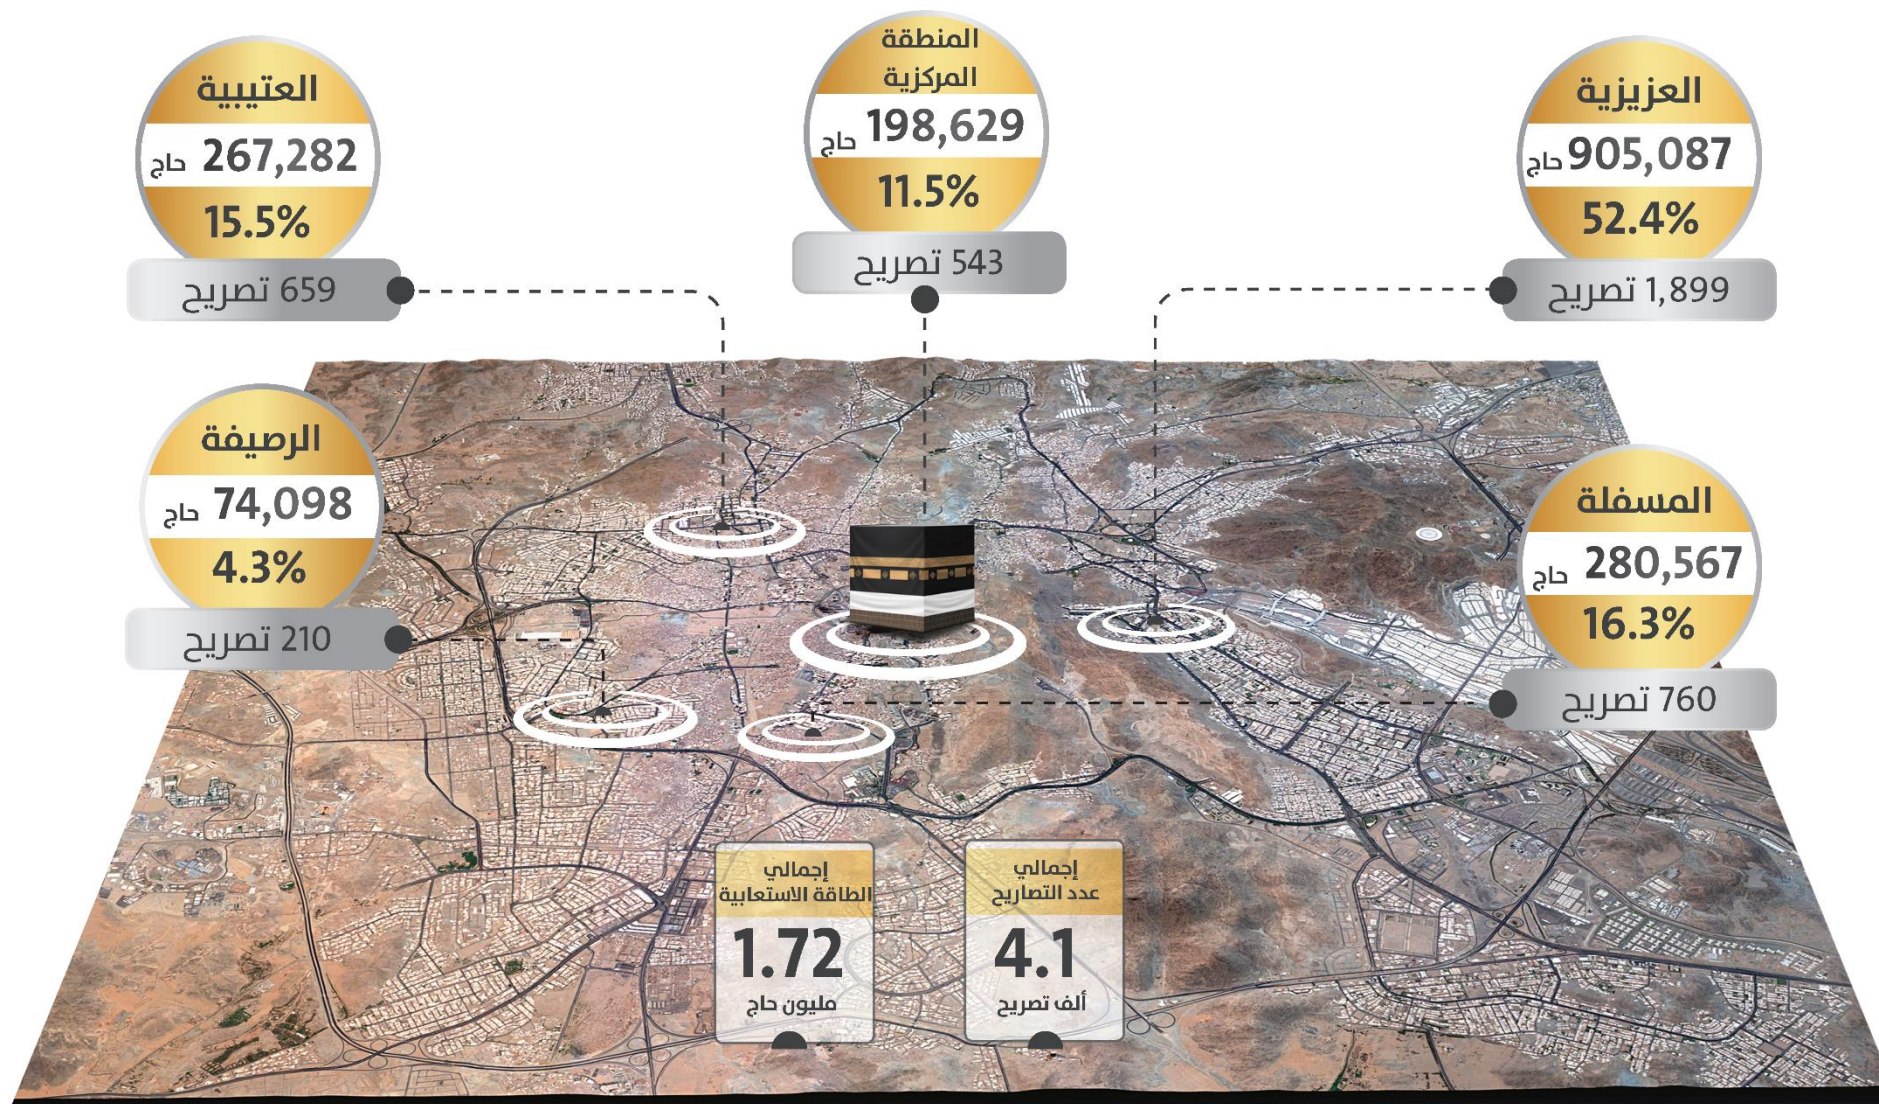 المنطقة
المركزية
198,629 حاج
11.5%
543 تصريح
العزيزية
905,087 حاج
52.4%
1,899 تصريح
العتيبية
267,282 حاج
15.5%
659 تصريح
المسفلة
280,567 حاج
16.3%
760 تصريح
الرصيفة
74,098 حاج
4.3%
210 تصريح
إجمالي
عدد التصاريح
4.1
ألف تصريح
إجمالي
الطاقة الاستعابية
1.72
مليون حاج